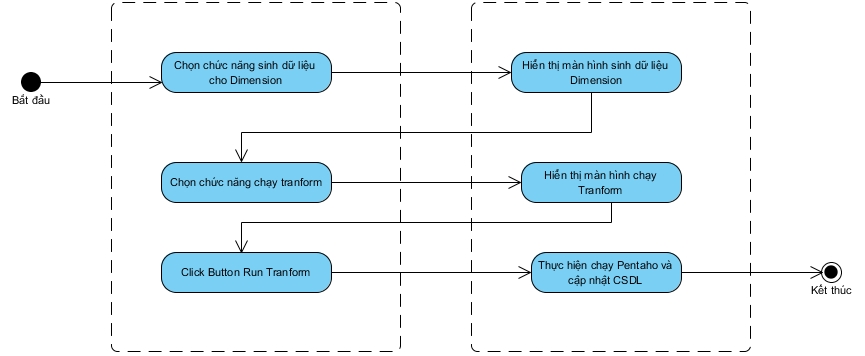 Chọn chức năng sinh dữ liệu
cho Dimension
Hiển thị màn hình sinh dữ liệu
Dimension
Bắt đầu
Chọn chức năng chạy tranform
Hiển thị màn hình chạy
Tranform
Click Button Run Tranform
Thực hiện chạy Pentaho và
cập nhật CSDL
Kết thúc